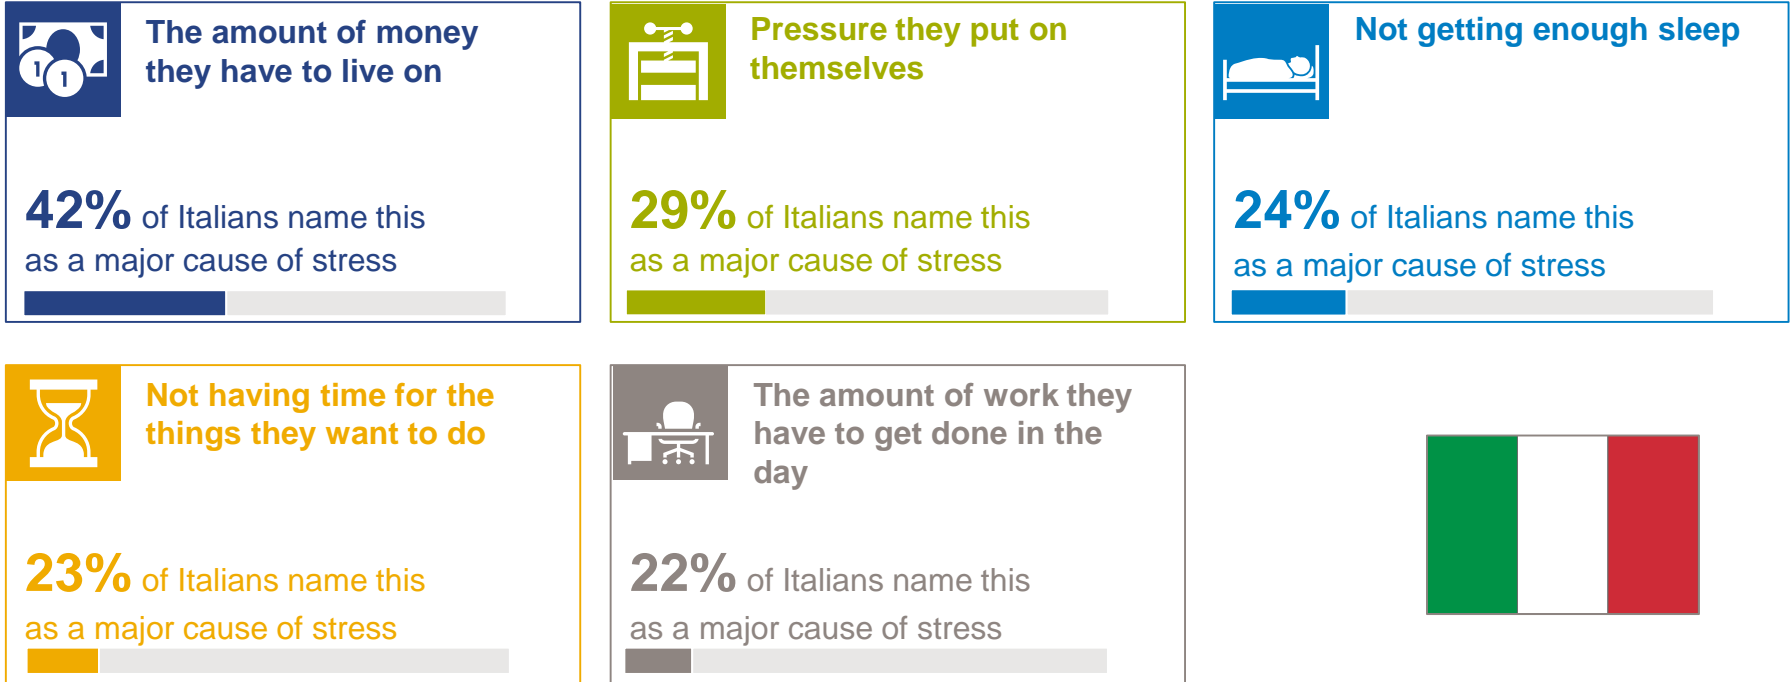 The amount of money
they have to live on
42% of Italians name this
as a major cause of stress
Pressure they put on
themselves
29% of Italians name this
as a major cause of stress
Not getting enough sleep
24% of Italians name this
as a major cause of stress
Not having time for the
things they want to do
23% of Italians name this
as a major cause of stress
The amount of work they
have to get done in the
day
22% of Italians name this
as a major cause of stress